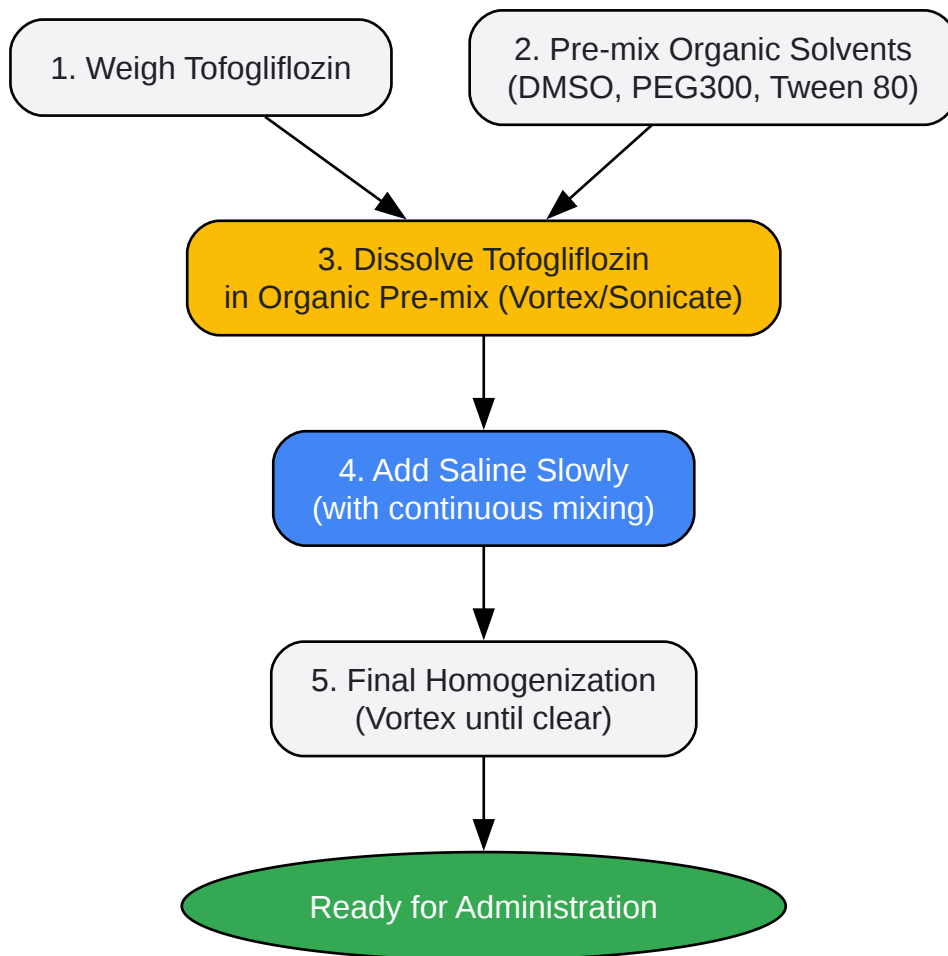 1. Weigh Tofogliflozin
2. Pre-mix Organic Solvents
(DMSO, PEG300, Tween 80)
3. Dissolve Tofogliflozin
in Organic Pre-mix (Vortex/Sonicate)
4. Add Saline Slowly
(with continuous mixing)
5. Final Homogenization
(Vortex until clear)
Ready for Administration